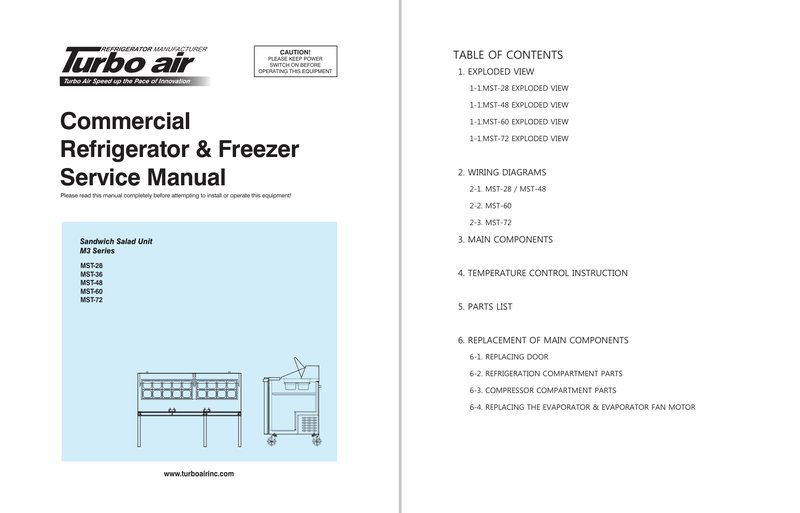 REFRIGERATOR MANUFACTURER
Turbo air
Turbo Air Speed up the Pace of Innovation
CAUTION!
PLEASE KEEP POWER
SWITCH ON BEFORE
OPERATING THIS EQUIPMENT
Commercial
Refrigerator & Freezer
Service Manual
Please read this manual completely before attempting to install or operate this equipment!
Sandwich Salad Unit
M3 Series
MST-28
MST-36
MST-48
MST-60
MST-72
www.turboairinc.com
TABLE OF CONTENTS
1. EXPLODED VIEW
1-1.MST-28 EXPLODED VIEW
1-1.MST-48 EXPLODED VIEW
1-1.MST-60 EXPLODED VIEW
1-1.MST-72 EXPLODED VIEW
2. WIRING DIAGRAMS
2-1. MST-28 / MST-48
2-2. MST-60
2-3. MST-72
3. MAIN COMPONENTS
4. TEMPERATURE CONTROL INSTRUCTION
5. PARTS LIST
6. REPLACEMENT OF MAIN COMPONENTS
6-1. REPLACING DOOR
6-2. REFRIGERATION COMPARTMENT PARTS
6-3. COMPRESSOR COMPARTMENT PARTS
6-4. REPLACING THE EVAPORATOR & EVAPORATOR FAN MOTOR